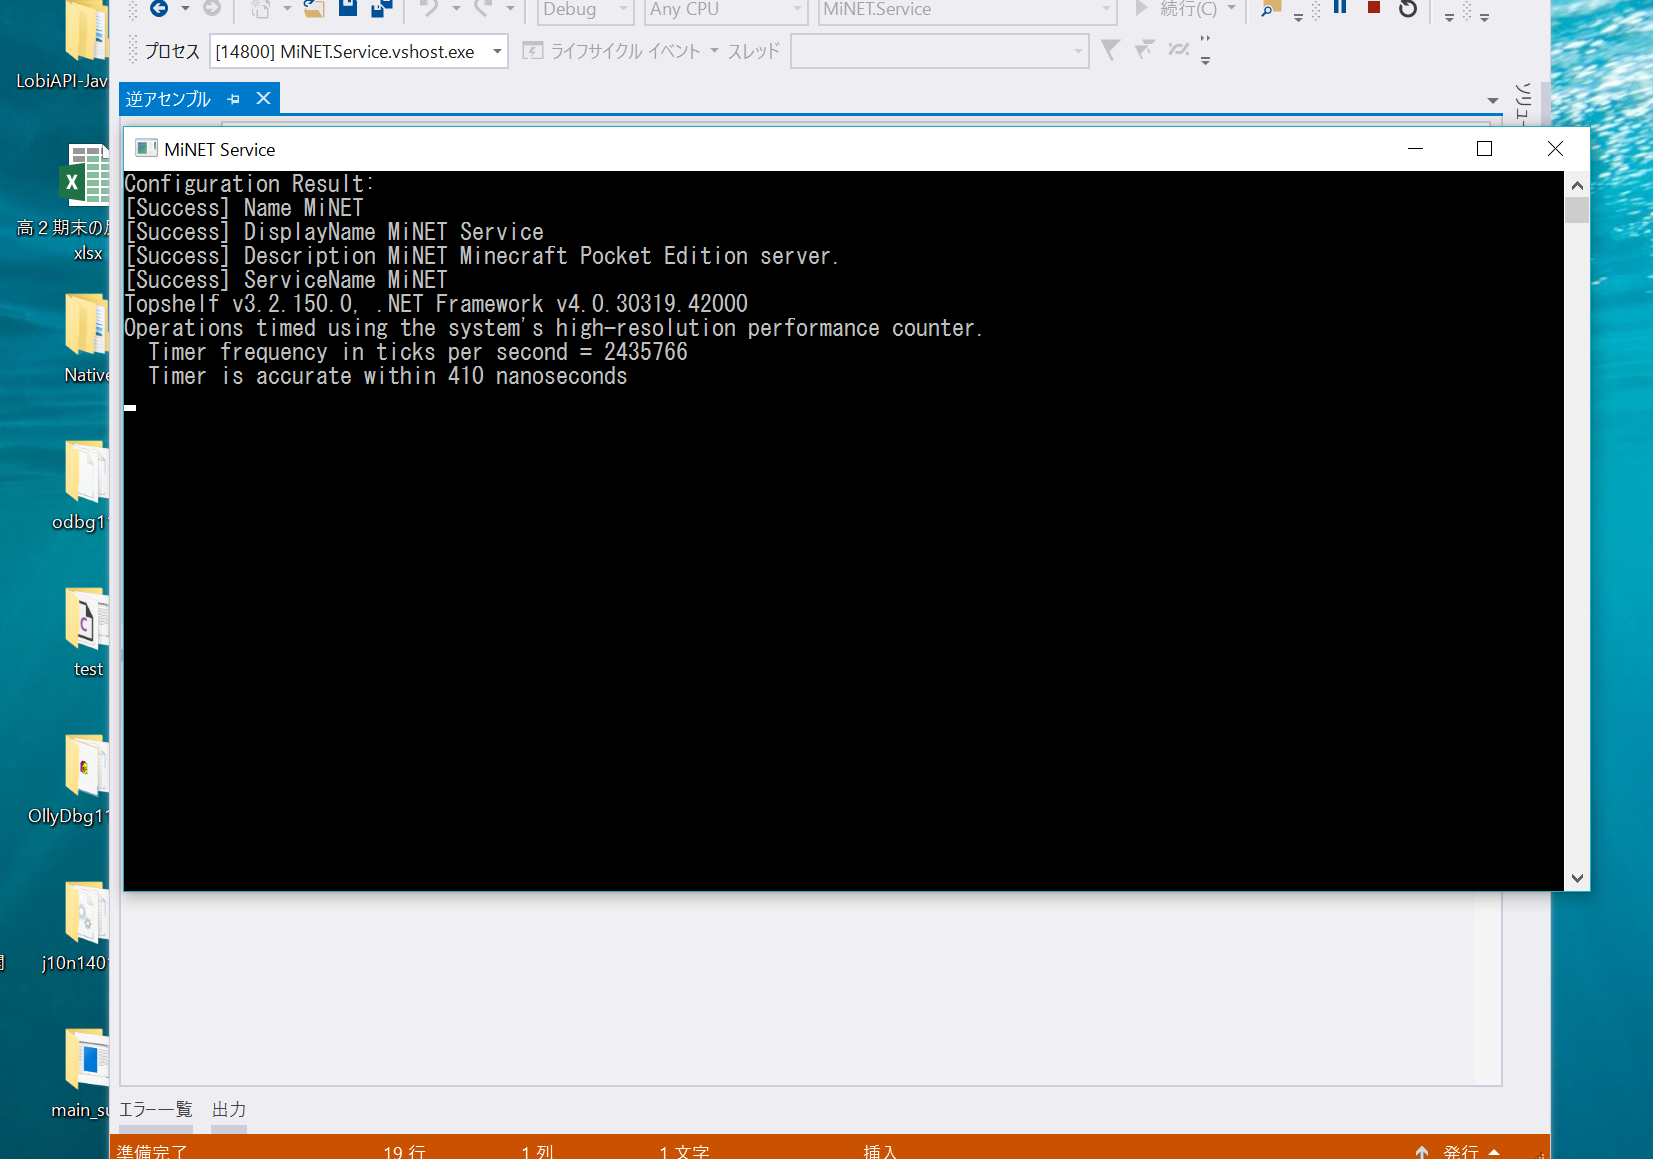 Debug
Any CPU
MiNET.Service
続行(C)
プロセス
[14800] MiNET.Service.vshost.exe
ライフサイクル イベント
スレッド
逆アセンブル
ソリュー
MiNET Service
Configuration Result:
[Success] Name MiNET
[Success] DisplayName MiNET Service
[Success] Description MiNET Minecraft Pocket Edition server.
[Success] ServiceName MiNET
Topshelf v3.2.150.0, .NET Framework v4.0.30319.42000
Operations timed using the system's high-resolution performance counter.
Timer frequency in ticks per second = 2435766
Timer is accurate within 410 nanoseconds
LobiAPI-Jav
高２期末の
xlsx
Native
odbg1
test
OllyDbg1
j10n140
main_su
エラー一覧
出力
準備完了
19 行
1 列
1 文字
挿入
発行